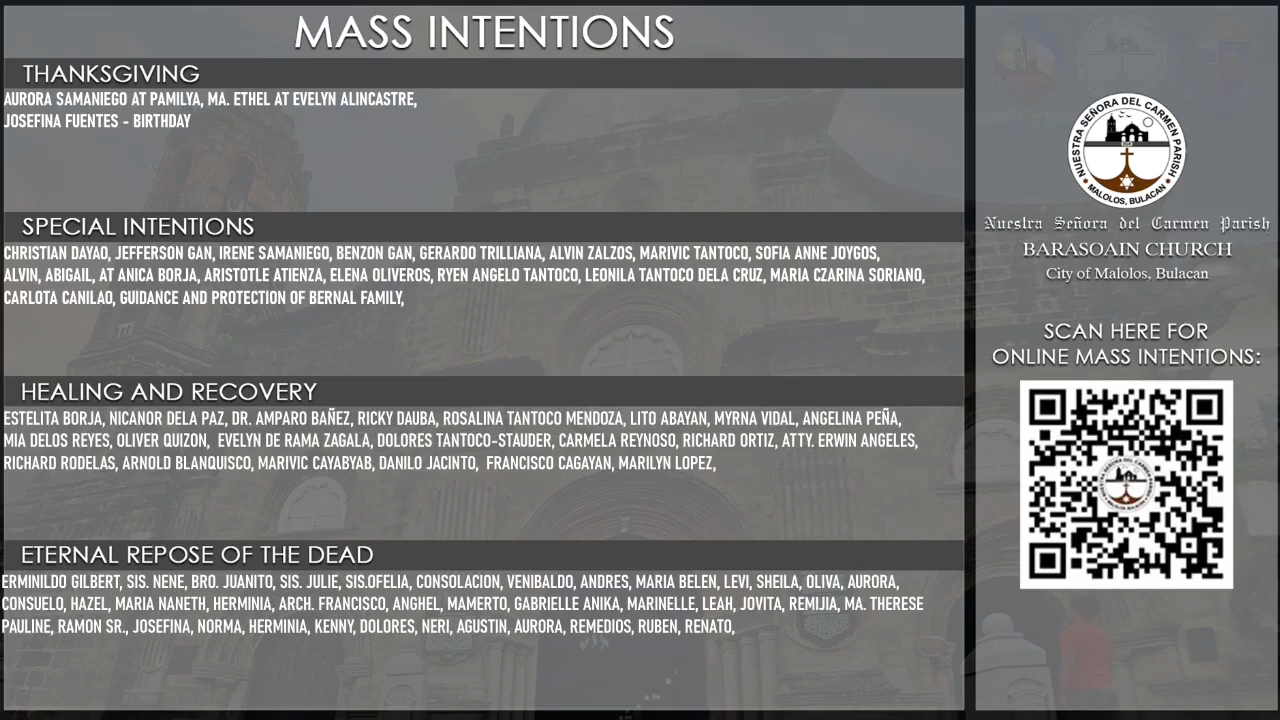 MASS INTENTIONS
THANKSGIVING
AURORA SAMANIEGO AT PAMILYA, MA. ETHEL AT EVELYN ALINCASTRE,
JOSEFINA FUENTES - BIRTHDAY
SPECIAL INTENTIONS
CHRISTIAN DAYAO, JEFFERSON GAN, IRENE SAMANIEGO, BENZON GAN, GERARDO TRILLIANA, ALVIN ZALZOS, MARIVIC TANTOCO, SOFIA ANNE JOYGOS,
ALVIN, ABIGAIL, AT ANICA BORJA, ARISTOTLE ATIENZA, ELENA OLIVEROS, RYEN ANGELO TANTOCO, LEONILA TANTOCO DELA CRUZ, MARIA CZARINA SORIANO,
CARLOTA CANILAO, GUIDANCE AND PROTECTION OF BERNAL FAMILY,
HEALING AND RECOVERY
ESTELITA BORJA, NICANOR DELA PAZ, DR. AMPARO BAÑEZ, RICKY DAUBA, ROSALINA TANTOCO MENDOZA, LITO ABAYAN, MYRNA VIDAL, ANGELINA PEÑA,
MIA DELOS REYES, OLIVER QUIZON, EVELYN DE RAMA ZAGALA, DOLORES TANTOCO-STAUDER, CARMELA REYNOSO, RICHARD ORTIZ, ATTY. ERWIN ANGELES,
RICHARD RODELAS, ARNOLD BLANQUISCO, MARIVIC CAYABYAB, DANILO JACINTO, FRANCISCO CAGAYAN, MARILYN LOPEZ,
ETERNAL REPOSE OF THE DEAD
ERMINILDO GILBERT, SIS. NENE, BRO. JUANITO, SIS. JULIE, SIS.OFELIA, CONSOLACION, VENIBALDO, ANDRES, MARIA BELEN, LEVI, SHEILA, OLIVA, AURORA,
CONSUELO, HAZEL, MARIA NANETH, HERMINIA, ARCH. FRANCISCO, ANGHEL, MAMERTO, GABRIELLE ANIKA, MARINELLE, LEAH, JOVITA, REMIJIA, MA. THERESE
PAULINE, RAMON SR., JOSEFINA, NORMA, HERMINIA, KENNY, DOLORES, NERI, AGUSTIN, AURORA, REMEDIOS, RUBEN, RENATO,
NUESTRA SEÑORA DEL CARMEN PARISH
MALOLOS, BULACAN
Nuestra Señora del Carmen Parish
BARASOAIN CHURCH
City of Malolos, Bulacan
SCAN HERE FOR
ONLINE MASS INTENTIONS: